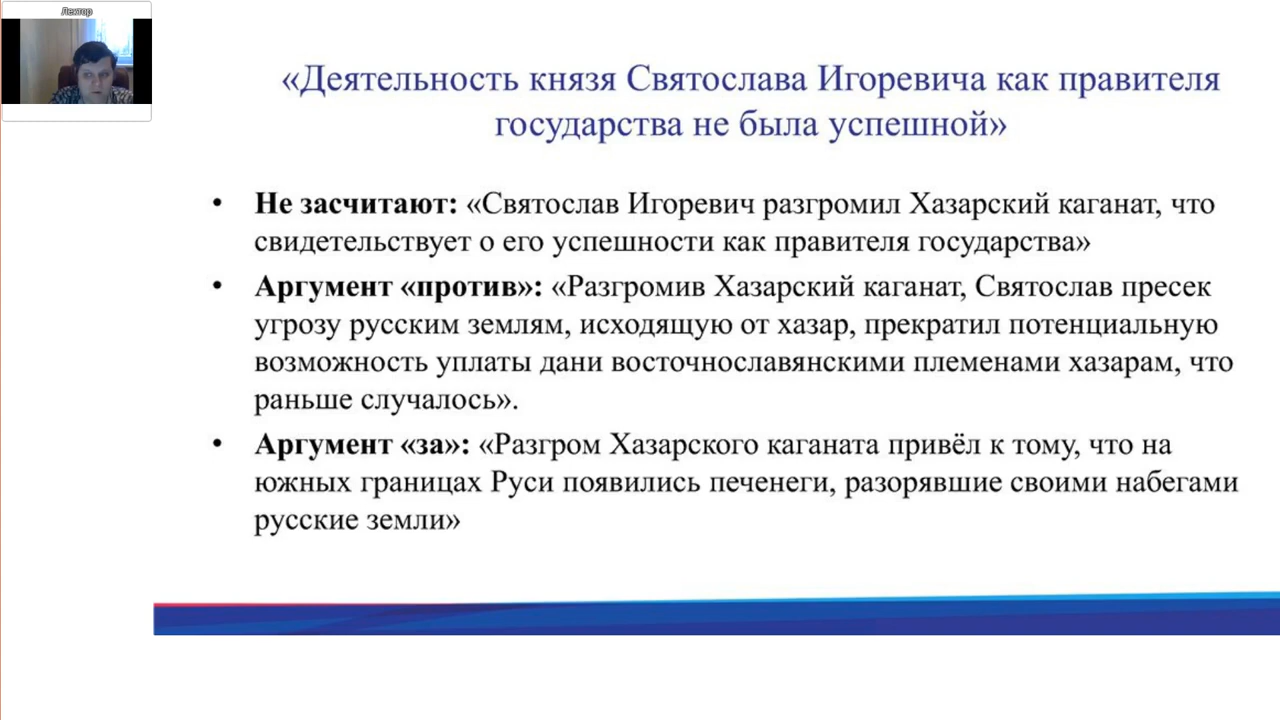 Лектор
«Деятельность князя Святослава Игоревича как правителя
государства не была успешной»
• Не засчитают: «Святослав Игоревич разгромил Хазарский каганат, что
свидетельствует о его успешности как правителя государства»
• Аргумент «против»: «Разгромив Хазарский каганат, Святослав пресек
угрозу русским землям, исходящую от хазар, прекратил потенциальную
возможность уплаты дани восточнославянскими племенами хазарам, что
раньше случалось».
• Аргумент «за»: «Разгром Хазарского каганата привёл к тому, что на
южных границах Руси появились печенеги, разорявшие своими набегами
русские земли»